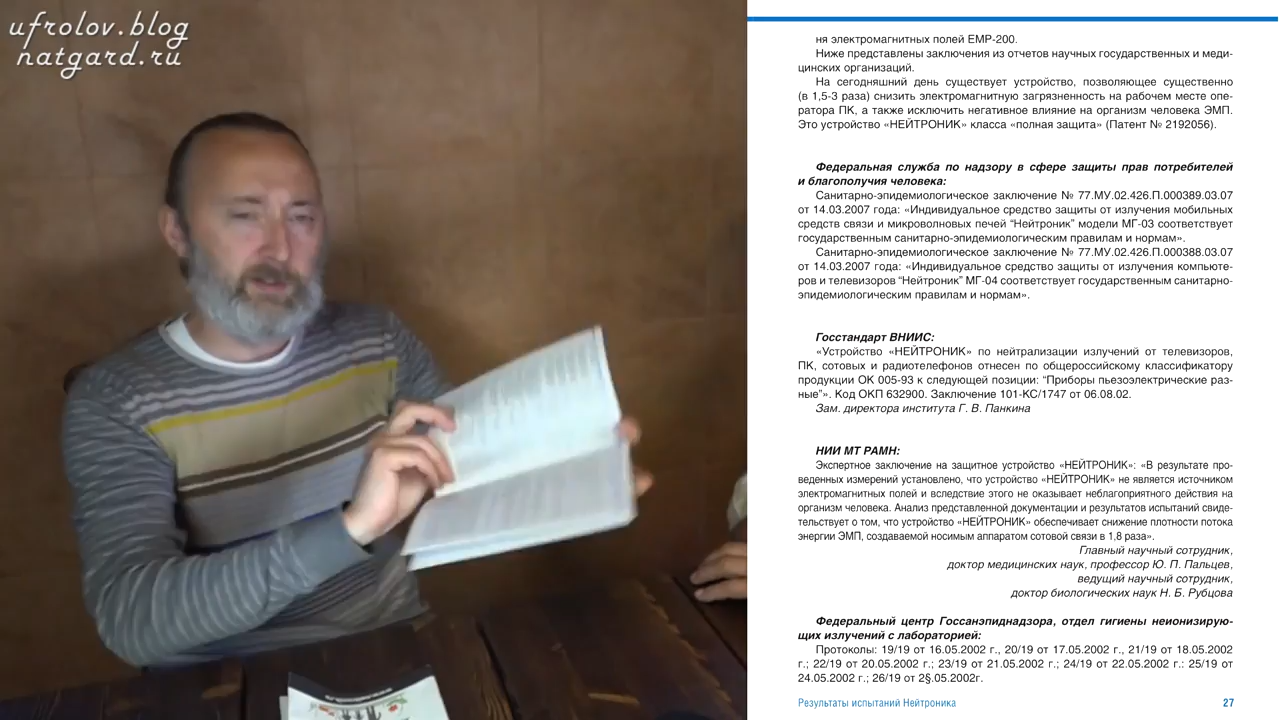 ufrolov.blog
natgard.ru
ня электромагнитных полей ЕМР-200.
Ниже представлены заключения из отчетов научных государственных и меди-
цинских организаций.
На сегодняшний день существует устройство, позволяющее существенно
(в 1,5-3 раза) снизить электромагнитную загрязненность на рабочем месте опе-
ратора ПК, а также исключить негативное влияние на организм человека ЭМП.
Это устройство «НЕЙТРОНИК» класса «полная защита» (Патент № 2192056).
Федеральная служба по надзору в сфере защиты прав потребителей
и благополучия человека:
Санитарно-эпидемиологическое заключение № 77.МУ.02.426.П.000389.03.07
от 14.03.2007 года: «Индивидуальное средство защиты от излучения мобильных
средств связи и микроволновых печей “Нейтроник” модели МГ-03 соответствует
государственным санитарно-эпидемиологическим правилам и нормам».
Санитарно-эпидемиологическое заключение № 77.МУ.02.426.П.000388.03.07
от 14.03.2007 года: «Индивидуальное средство защиты от излучения компьюте-
ров и телевизоров “Нейтроник” МГ-04 соответствует государственным санитарно-
эпидемиологическим правилам и нормам».
Госстандарт ВНИИС:
«Устройство «НЕЙТРОНИК» по нейтрализации излучений от телевизоров,
ПК, сотовых и радиотелефонов отнесен по общероссийскому классификатору
продукции ОК 005-93 к следующей позиции: “Приборы пьезоэлектрические раз-
ные”». Код ОКП 632900. Заключение 101-КС/1747 от 06.08.02.
Зам. директора института Г. В. Панкина
НИИ МТ РАМН:
Экспертное заключение на защитное устройство «НЕЙТРОНИК»: «В результате про-
веденных измерений установлено, что устройство «НЕЙТРОНИК» не является источником
электромагнитных полей и вследствие этого не оказывает неблагоприятного действия на
организм человека. Анализ представленной документации и результатов испытаний свиде-
тельствует о том, что устройство «НЕЙТРОНИК» обеспечивает снижение плотности потока
энергии ЭМП, создаваемой носимым аппаратом сотовой связи в 1,8 раза».
Главный научный сотрудник,
доктор медицинских наук, профессор Ю. П. Пальцев,
ведущий научный сотрудник,
доктор биологических наук Н. Б. Рубцова
Федеральный центр Госсанэпиднадзора, отдел гигиены неионизирую-
щих излучений с лабораторией:
Протоколы: 19/19 от 16.05.2002 г., 20/19 от 17.05.2002 г., 21/19 от 18.05.2002
г.; 22/19 от 20.05.2002 г.; 23/19 от 21.05.2002 г.; 24/19 от 22.05.2002 г.: 25/19 от
24.05.2002 г.; 26/19 от 2§.05.2002г.
Результаты испытаний Нейтроника 27